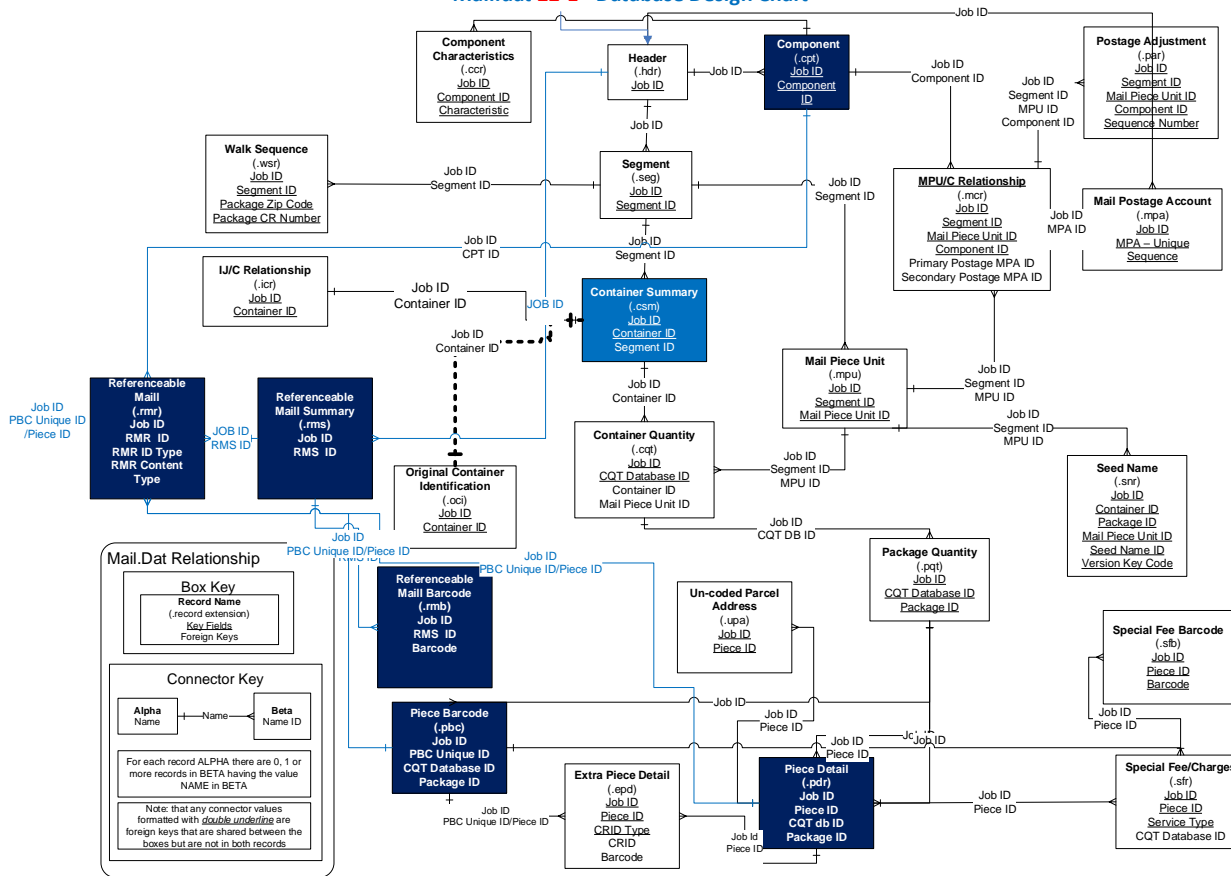 Database Design Chart
Job ID
Component
Characteristics
(.ccr)
Job ID
Component ID
Characteristic
Header
(.hdr)
Job ID
Job ID
Component
(.cpt)
Job ID
Component
ID
Job ID
Component ID
Job ID
Segment ID
MPU ID
Component ID
Postage Adjustment
(.par)
Job ID
Segment ID
Mail Piece Unit ID
Component ID
Sequence Number
Job ID
Walk Sequence
(.wsr)
Job ID
Segment ID
Package Zip Code
Package CR Number
Job ID
Segment ID
Segment
(.seg)
Job ID
Segment ID
Job ID
Segment ID
MPU/C Relationship
(.mcr)
Job ID
Segment ID
Mail Piece Unit ID
Component ID
Primary Postage MPA ID
Secondary Postage MPA ID
Job ID
MPA ID
Mail Postage Account
(.mpa)
Job ID
MPA – Unique
Sequence
Job ID
CPT ID
Job ID
Segment ID
IJ/C Relationship
(.icr)
Job ID
Container ID
Job ID
Container ID
JOB ID
Container Summary
(.csm)
Job ID
Container ID
Segment ID
Job ID
Container ID
Mail Piece Unit
(.mpu)
Job ID
Segment ID
Mail Piece Unit ID
Job ID
Segment ID
MPU ID
Job ID
PBC Unique ID
/Piece ID
Referenceable
Maill
(.rmr)
Job ID
RMR ID
RMR ID Type
RMR Content
Type
JOB ID
RMS ID
Referenceable
Maill Summary
(.rms)
Job ID
RMS ID
Job ID
Container ID
Container Quantity
(.cqt)
Job ID
CQT Database ID
Container ID
Mail Piece Unit ID
Job ID
Segment ID
MPU ID
Job ID
Segment ID
MPU ID
Seed Name
(.snr)
Job ID
Container ID
Package ID
Mail Piece Unit ID
Seed Name ID
Version Key Code
Original Container
Identification
(.oci)
Job ID
Container ID
Job ID
CQT DB ID
Job ID
PBC Unique ID/Piece ID
Job ID
PBC Unique ID/Piece ID
Package Quantity
(.pqt)
Job ID
CQT Database ID
Package ID
Mail.Dat Relationship
Box Key
Record Name
(.record extension)
Key Fields
Foreign Keys
Connector Key
Alpha
Name
Name
Beta
Name ID
For each record ALPHA there are 0, 1 or
more records in BETA having the value
NAME in BETA
Note: that any connector values
formatted with double underline are
foreign keys that are shared between the
boxes but are not in both records
Referenceable
Maill Barcode
(.rmb)
Job ID
RMS ID
Barcode
Un-coded Parcel
Address
(.upa)
Job ID
Piece ID
Special Fee Barcode
(.sfb)
Job ID
Piece ID
Barcode
Job ID
Job ID
Piece ID
Job ID
Piece ID
Piece Barcode
(.pbc)
Job ID
PBC Unique ID
CQT Database ID
Package ID
Job ID
Piece ID
Job ID
Extra Piece Detail
(.epd)
Job ID
Piece ID
CRID Type
CRID
Barcode
Piece Detail
(.pdr)
Job ID
Piece ID
CQT db ID
Package ID
Job ID
Piece ID
Special Fee/Charges
(.sfr)
Job ID
Piece ID
Service Type
CQT Database ID
Job ID
PBC Unique ID/Piece ID
Job Id
Piece ID